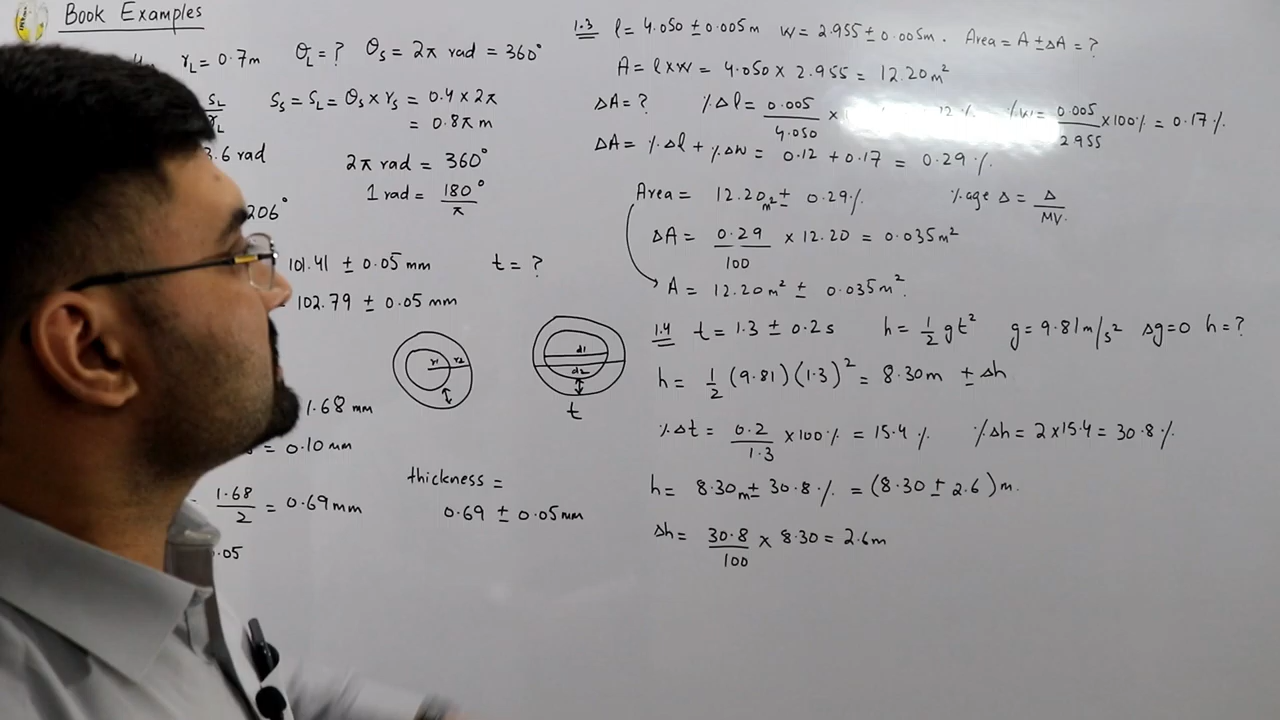 Book Examples
r_L = 0.7m θ_L = ? θ_S = 2π rad = 360°
S_L / r_L S_S = S_L = θ_S × r_S = 0.4 × 2π
= 0.8π m
3.6 rad 2π rad = 360°
1 rad = 180° / π
206°
101.41 ± 0.05 mm t = ?
= 102.79 ± 0.05 mm
r1 r2
d1
d2
t
1.68 mm
= 0.10 mm
= 1.68 / 2 = 0.69 mm
thickness =
0.69 ± 0.05 mm
.05
1.3 l = 4.050 ± 0.005 m w = 2.955 ± 0.005m. Area = A ± ΔA = ?
A = l × w = 4.050 × 2.955 = 12.20 m²
ΔA = ? % Δl = 0.005 / 4.050 × 12 % % w = 0.005 / 2.955 × 100 % = 0.17 %
ΔA = % Δl + % Δw = 0.12 + 0.17 = 0.29 %
Area = 12.20 m² ± 0.29 % % age Δ = Δ / MV.
ΔA = 0.29 / 100 × 12.20 = 0.035 m²
A = 12.20 m² ± 0.035 m².
1.4 t = 1.3 ± 0.2 s h = 1/2 gt² g = 9.81 m/s² Δg = 0 h = ?
h = 1/2 (9.81)(1.3)² = 8.30 m ± Δh
% Δt = 0.2 / 1.3 × 100 % = 15.4 % % Δh = 2 × 15.4 = 30.8 %
h = 8.30 m ± 30.8 % = (8.30 ± 2.6) m.
Δh = 30.8 / 100 × 8.30 = 2.6 m